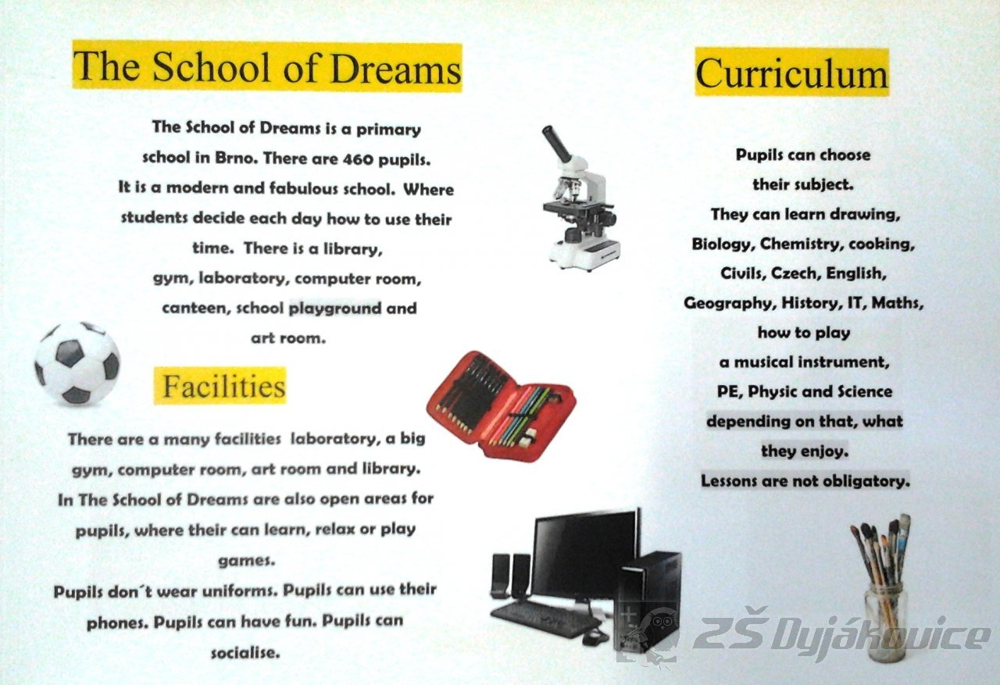 The School of Dreams
The School of Dreams is a primary
school in Brno. There are 460 pupils.
It is a modern and fabulous school. Where
students decide each day how to use their
time. There is a library,
gym, laboratory, computer room,
canteen, school playground and
art room.
Facilities
There are a many facilities laboratory, a big
gym, computer room, art room and library.
In The School of Dreams are also open areas for
pupils, where their can learn, relax or play
games.
Pupils don´t wear uniforms. Pupils can use their
phones. Pupils can have fun. Pupils can
socialise.
Curriculum
Pupils can choose
their subject.
They can learn drawing,
Biology, Chemistry, cooking,
Civils, Czech, English,
Geography, History, IT, Maths,
how to play
a musical instrument,
PE, Physic and Science
depending on that, what
they enjoy.
Lessons are not obligatory.
ZŠ Dyjákovice